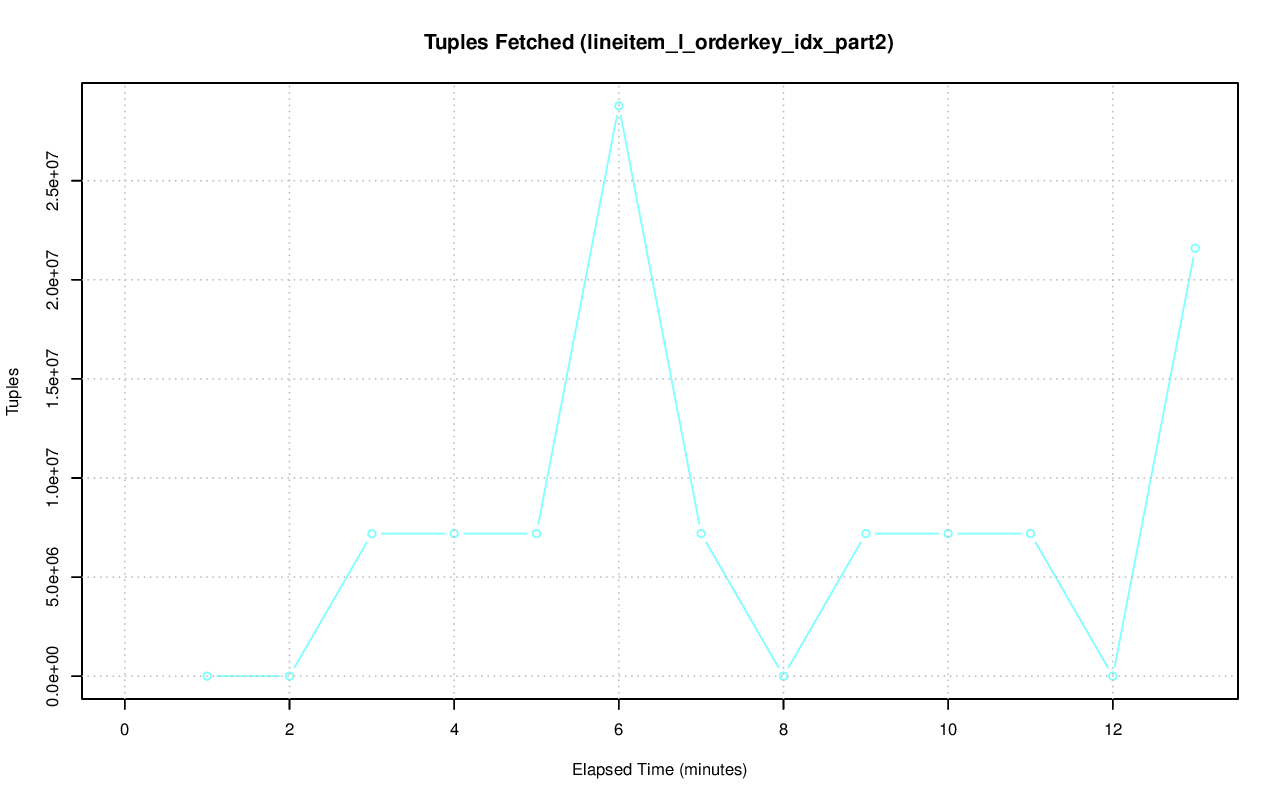 Tuples Fetched (lineitem_l_orderkey_idx_part2)
Tuples
2.5e+07
2.0e+07
1.5e+07
1.0e+07
5.0e+06
0.0e+00
0 2 4 6 8 10 12
Elapsed Time (minutes)